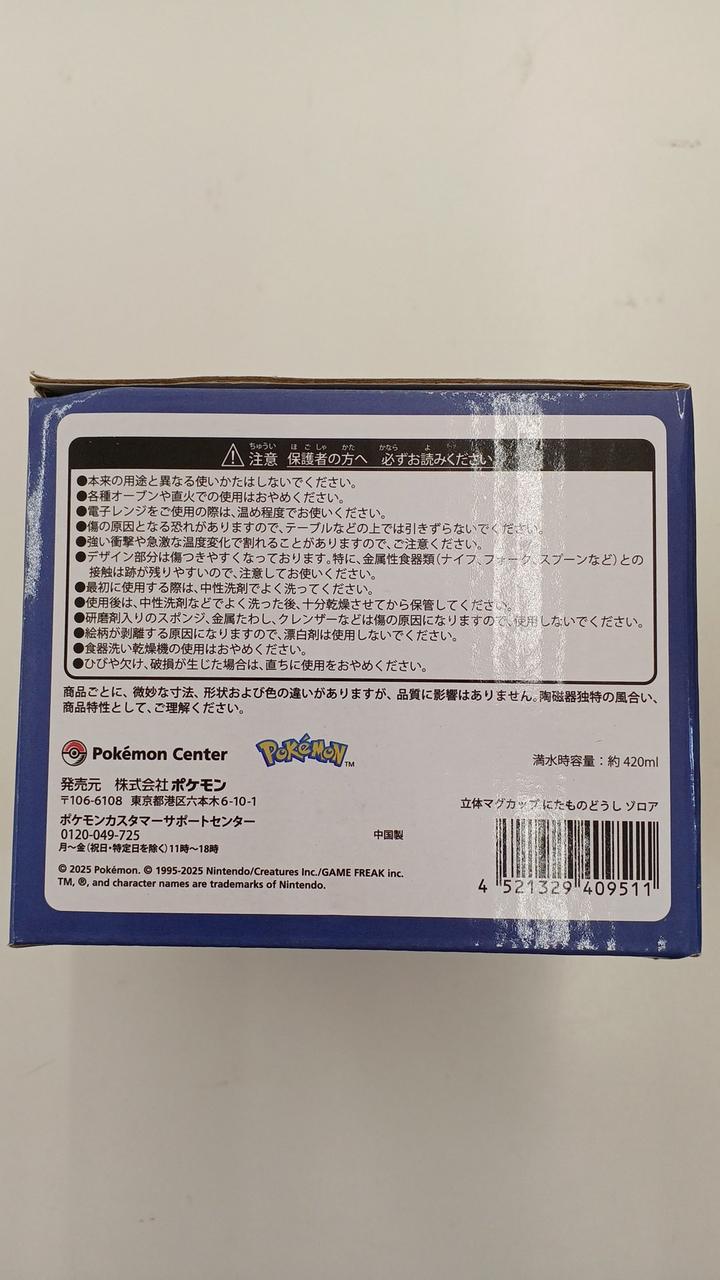 ちゅうい ほごしゃ かた かなら よ
⚠注意 保護者の方へ 必ずお読みください
●本来の用途と異なる使いかたはしないでください。
●各種オーブンや直火での使用はおやめください。
●電子レンジをご使用の際は、温め程度でお使いください。
●傷の原因となる恐れがありますので、テーブルなどの上では引きずらないでください。
●強い衝撃や急激な温度変化で割れることがありますので、ご注意ください。
●デザイン部分は傷つきやすくなっております。特に、金属性食器類(ナイフ、フォーク、スプーンなど)との
接触は跡が残りやすいので、注意してお使いください。
●最初に使用する際は、中性洗剤でよく洗ってください。
●使用後は、中性洗剤などでよく洗った後、十分乾燥させてから保管してください。
●研磨剤入りのスポンジ、金属たわし、クレンザーなどは傷の原因になりますので、使用しないでください。
●絵柄が剥離する原因になりますので、漂白剤は使用しないでください。
●食器洗い乾燥機の使用はおやめください。
●ひびや欠け、破損が生じた場合は、直ちに使用をおやめください。
商品ごとに、微妙な寸法、形状および色の違いがありますが、品質に影響はありません。陶磁器独特の風合い、
商品特性として、ご理解ください。
Pokémon Center
POKéMON™
満水時容量:約 420ml
発売元 株式会社ポケモン
〒106-6108 東京都港区六本木6-10-1
ポケモンカスタマーサポートセンター
0120-049-725
月〜金(祝日・特定日を除く)11時〜18時
中国製
立体マグカップ にたものどうし ゾロア
4 521329 409511
© 2025 Pokémon. © 1995-2025 Nintendo/Creatures Inc./GAME FREAK inc.
TM, ®, and character names are trademarks of Nintendo.